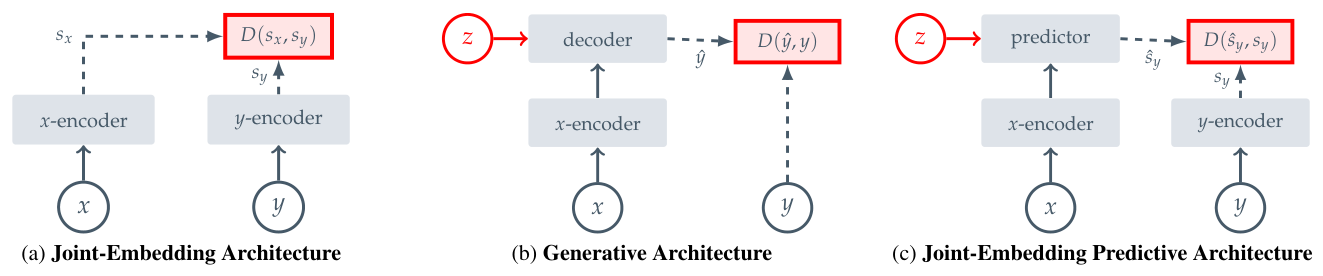 s_x
D(s_x, s_y)
s_y
x-encoder
y-encoder
x
y
(a) Joint-Embedding Architecture
z
decoder
D(ŷ, y)
ŷ
x-encoder
x
y
(b) Generative Architecture
z
predictor
D(ŝ_y, s_y)
ŝ_y
s_y
x-encoder
y-encoder
x
y
(c) Joint-Embedding Predictive Architecture